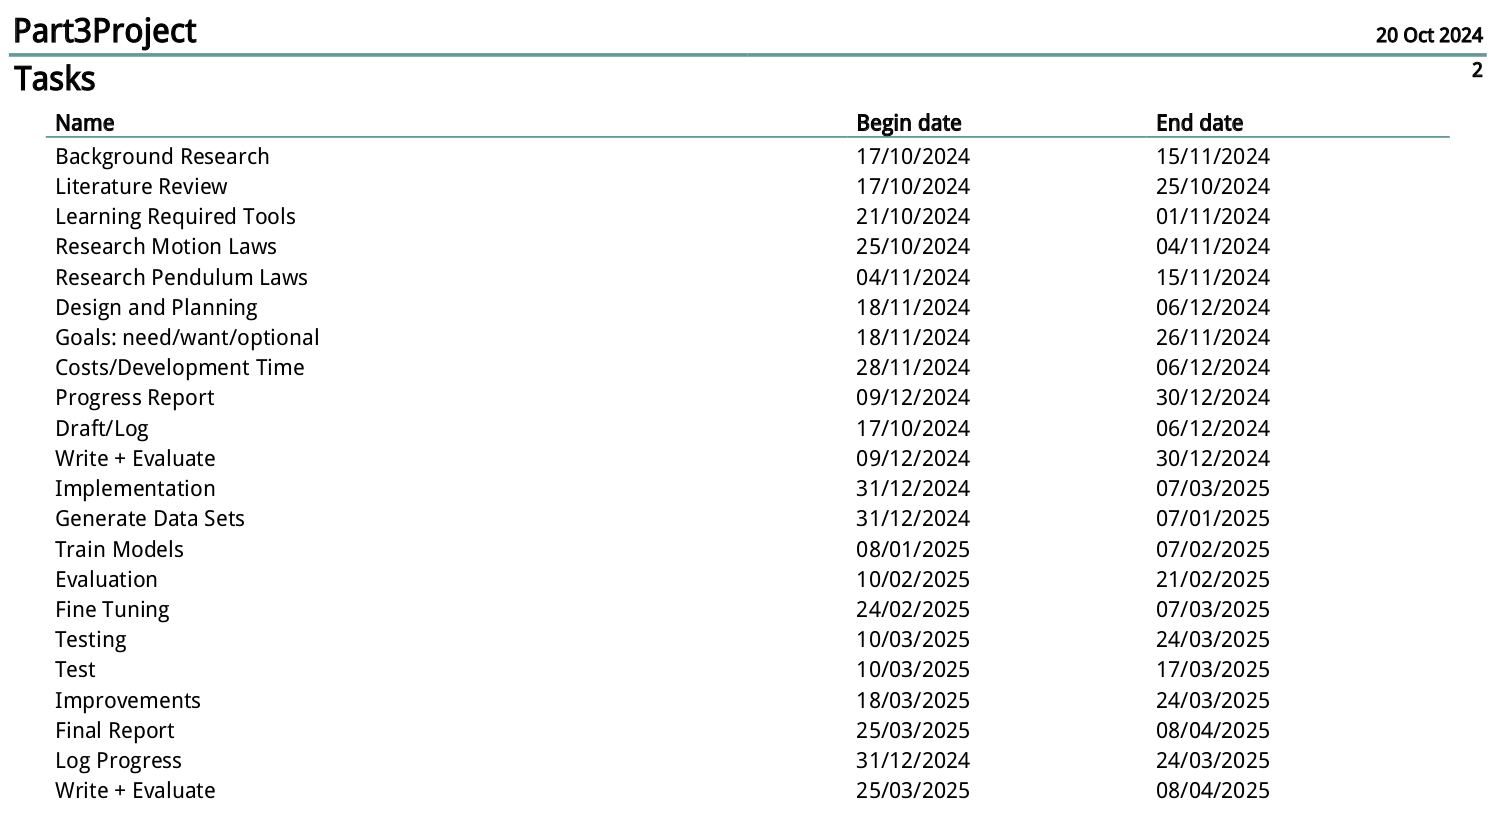 Part3Project 20 Oct 2024
Tasks 2
Name Begin date End date
Background Research 17/10/2024 15/11/2024
Literature Review 17/10/2024 25/10/2024
Learning Required Tools 21/10/2024 01/11/2024
Research Motion Laws 25/10/2024 04/11/2024
Research Pendulum Laws 04/11/2024 15/11/2024
Design and Planning 18/11/2024 06/12/2024
Goals: need/want/optional 18/11/2024 26/11/2024
Costs/Development Time 28/11/2024 06/12/2024
Progress Report 09/12/2024 30/12/2024
Draft/Log 17/10/2024 06/12/2024
Write + Evaluate 09/12/2024 30/12/2024
Implementation 31/12/2024 07/03/2025
Generate Data Sets 31/12/2024 07/01/2025
Train Models 08/01/2025 07/02/2025
Evaluation 10/02/2025 21/02/2025
Fine Tuning 24/02/2025 07/03/2025
Testing 10/03/2025 24/03/2025
Test 10/03/2025 17/03/2025
Improvements 18/03/2025 24/03/2025
Final Report 25/03/2025 08/04/2025
Log Progress 31/12/2024 24/03/2025
Write + Evaluate 25/03/2025 08/04/2025